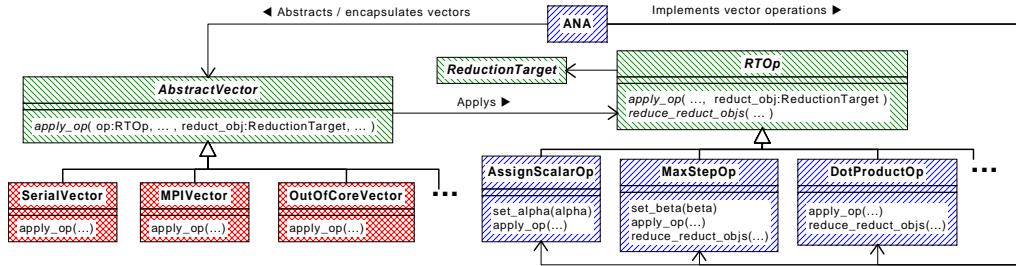 ◄ Abstracts / encapsulates vectors
ANA
Implements vector operations ►
ReductionTarget
RTOp
apply_op( ..., reduct_obj:ReductionTarget )
reduce_reduct_objs( ... )
AbstractVector
apply_op( op:RTOp, ... , reduct_obj:ReductionTarget, ... )
Applys ►
SerialVector
apply_op(...)
MPIVector
apply_op(...)
OutOfCoreVector
apply_op(...)
...
AssignScalarOp
set_alpha(alpha)
apply_op(...)
MaxStepOp
set_beta(beta)
apply_op(...)
reduce_reduct_objs(...)
DotProductOp
apply_op(...)
reduce_reduct_objs(...)
...